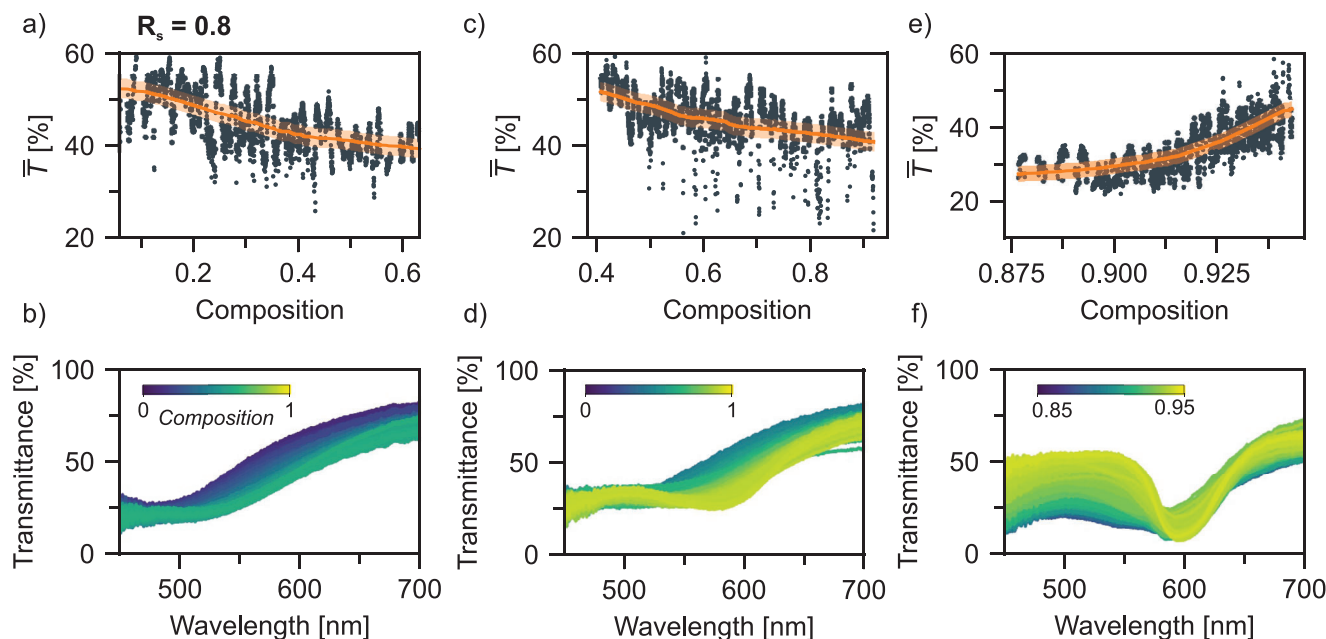 a)
R_s = 0.8
c)
e)
60
40
20
T̿ [%]
0.2
0.4
0.6
Composition
60
40
20
T̿ [%]
0.4
0.6
0.8
Composition
60
40
20
T̿ [%]
0.875
0.900
0.925
Composition
b)
d)
f)
100
50
0
Transmittance [%]
0
1
Composition
500
600
700
Wavelength [nm]
100
50
0
Transmittance [%]
0
1
500
600
700
Wavelength [nm]
100
50
0
Transmittance [%]
0.85
0.95
500
600
700
Wavelength [nm]